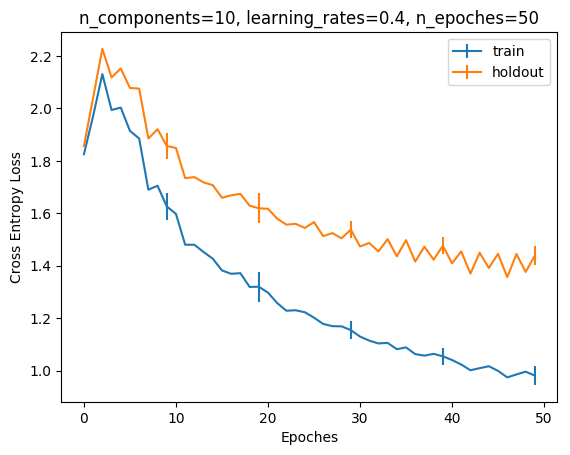 n_components=10, learning_rates=0.4, n_epoches=50
train
holdout
Cross Entropy Loss
2.2
2.0
1.8
1.6
1.4
1.2
1.0
0
10
20
30
40
50
Epoches